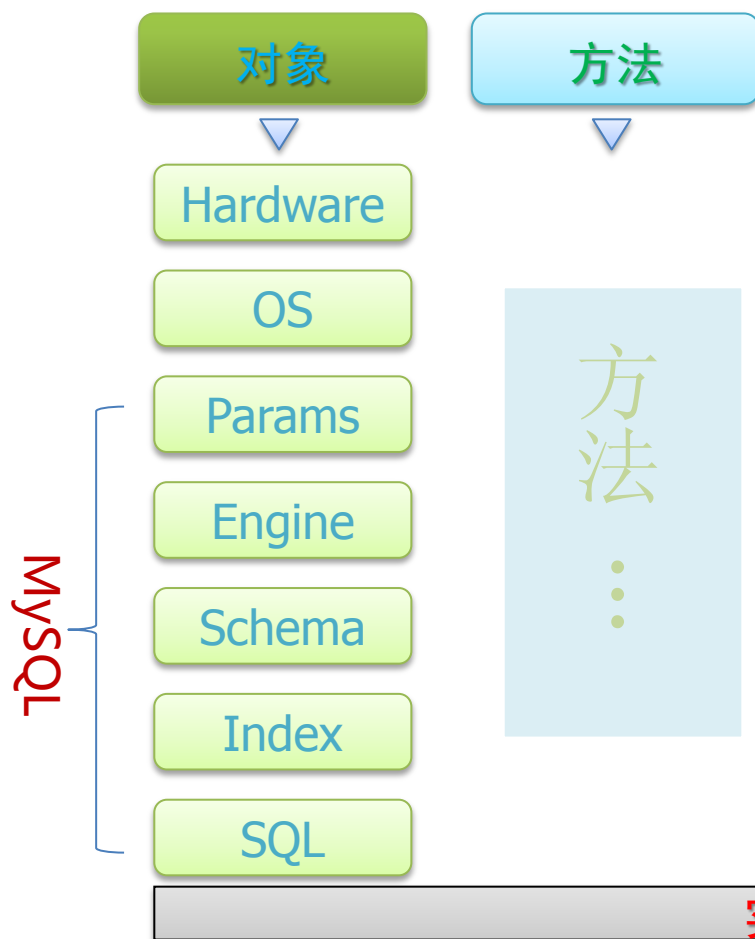 对象
方法
Hardware
OS
Params
Engine
Schema
Index
SQL
MySQL
方法…